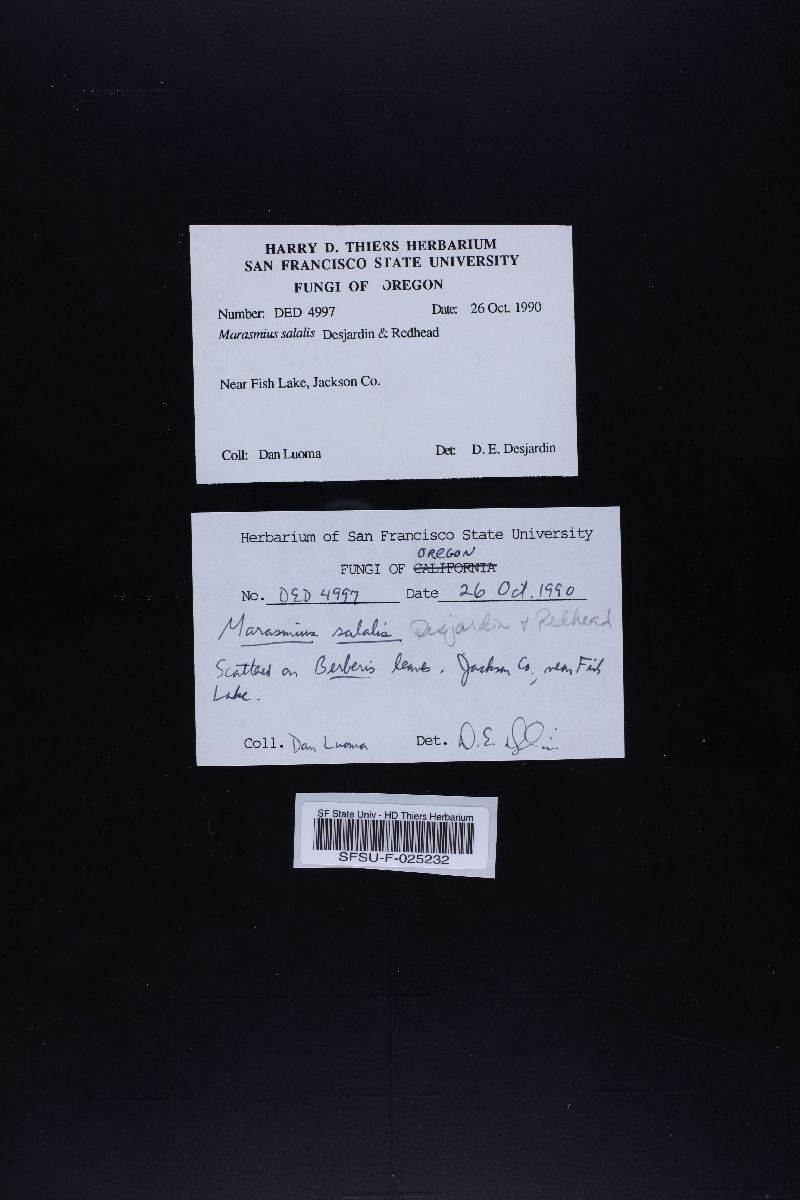 HARRY D. THIERS HERBARIUM
SAN FRANCISCO STATE UNIVERSITY
FUNGI OF OREGON
Number: DED 4997 Date: 26 Oct. 1990
Marasmius salalis Desjardin & Redhead
Near Fish Lake, Jackson Co.
Coll: Dan Luoma Det: D. E. Desjardin
Herbarium of San Francisco State University
OREGON
FUNGI OF CALIFORNIA
No. DED 4997 Date 26 Oct. 1990
Marasmius salalis Desjardin & Redhead
Scattered on Berberis leaves. Jackson Co., near Fish
Lake.
Coll. Dan Luoma Det. D.E.
SF State Univ - HD Thiers Herbarium
SFSU-F-025232